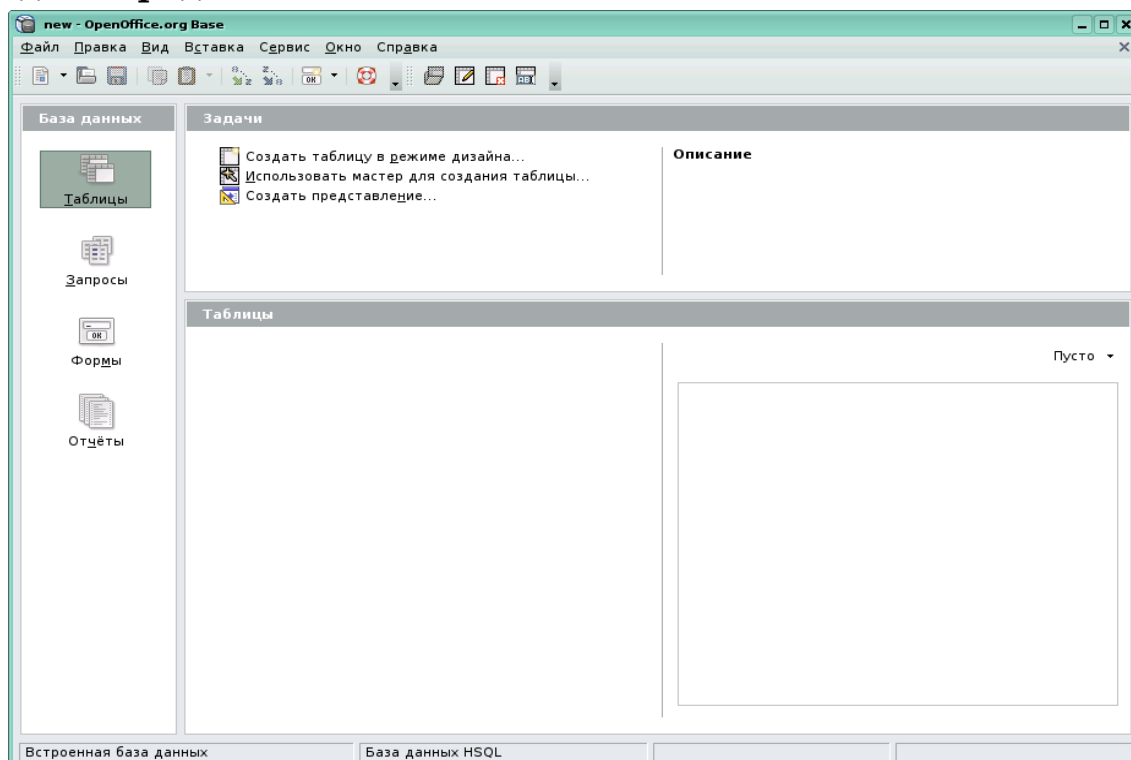 new - OpenOffice.org Base
Файл Правка Вид Вставка Сервис Окно Справка
База данных
Задачи
Создать таблицу в режиме дизайна...
Использовать мастер для создания таблицы...
Создать представление...
Описание
Таблицы
Запросы
Формы
Отчёты
Таблицы
Пусто
Встроенная база данных
База данных HSQL